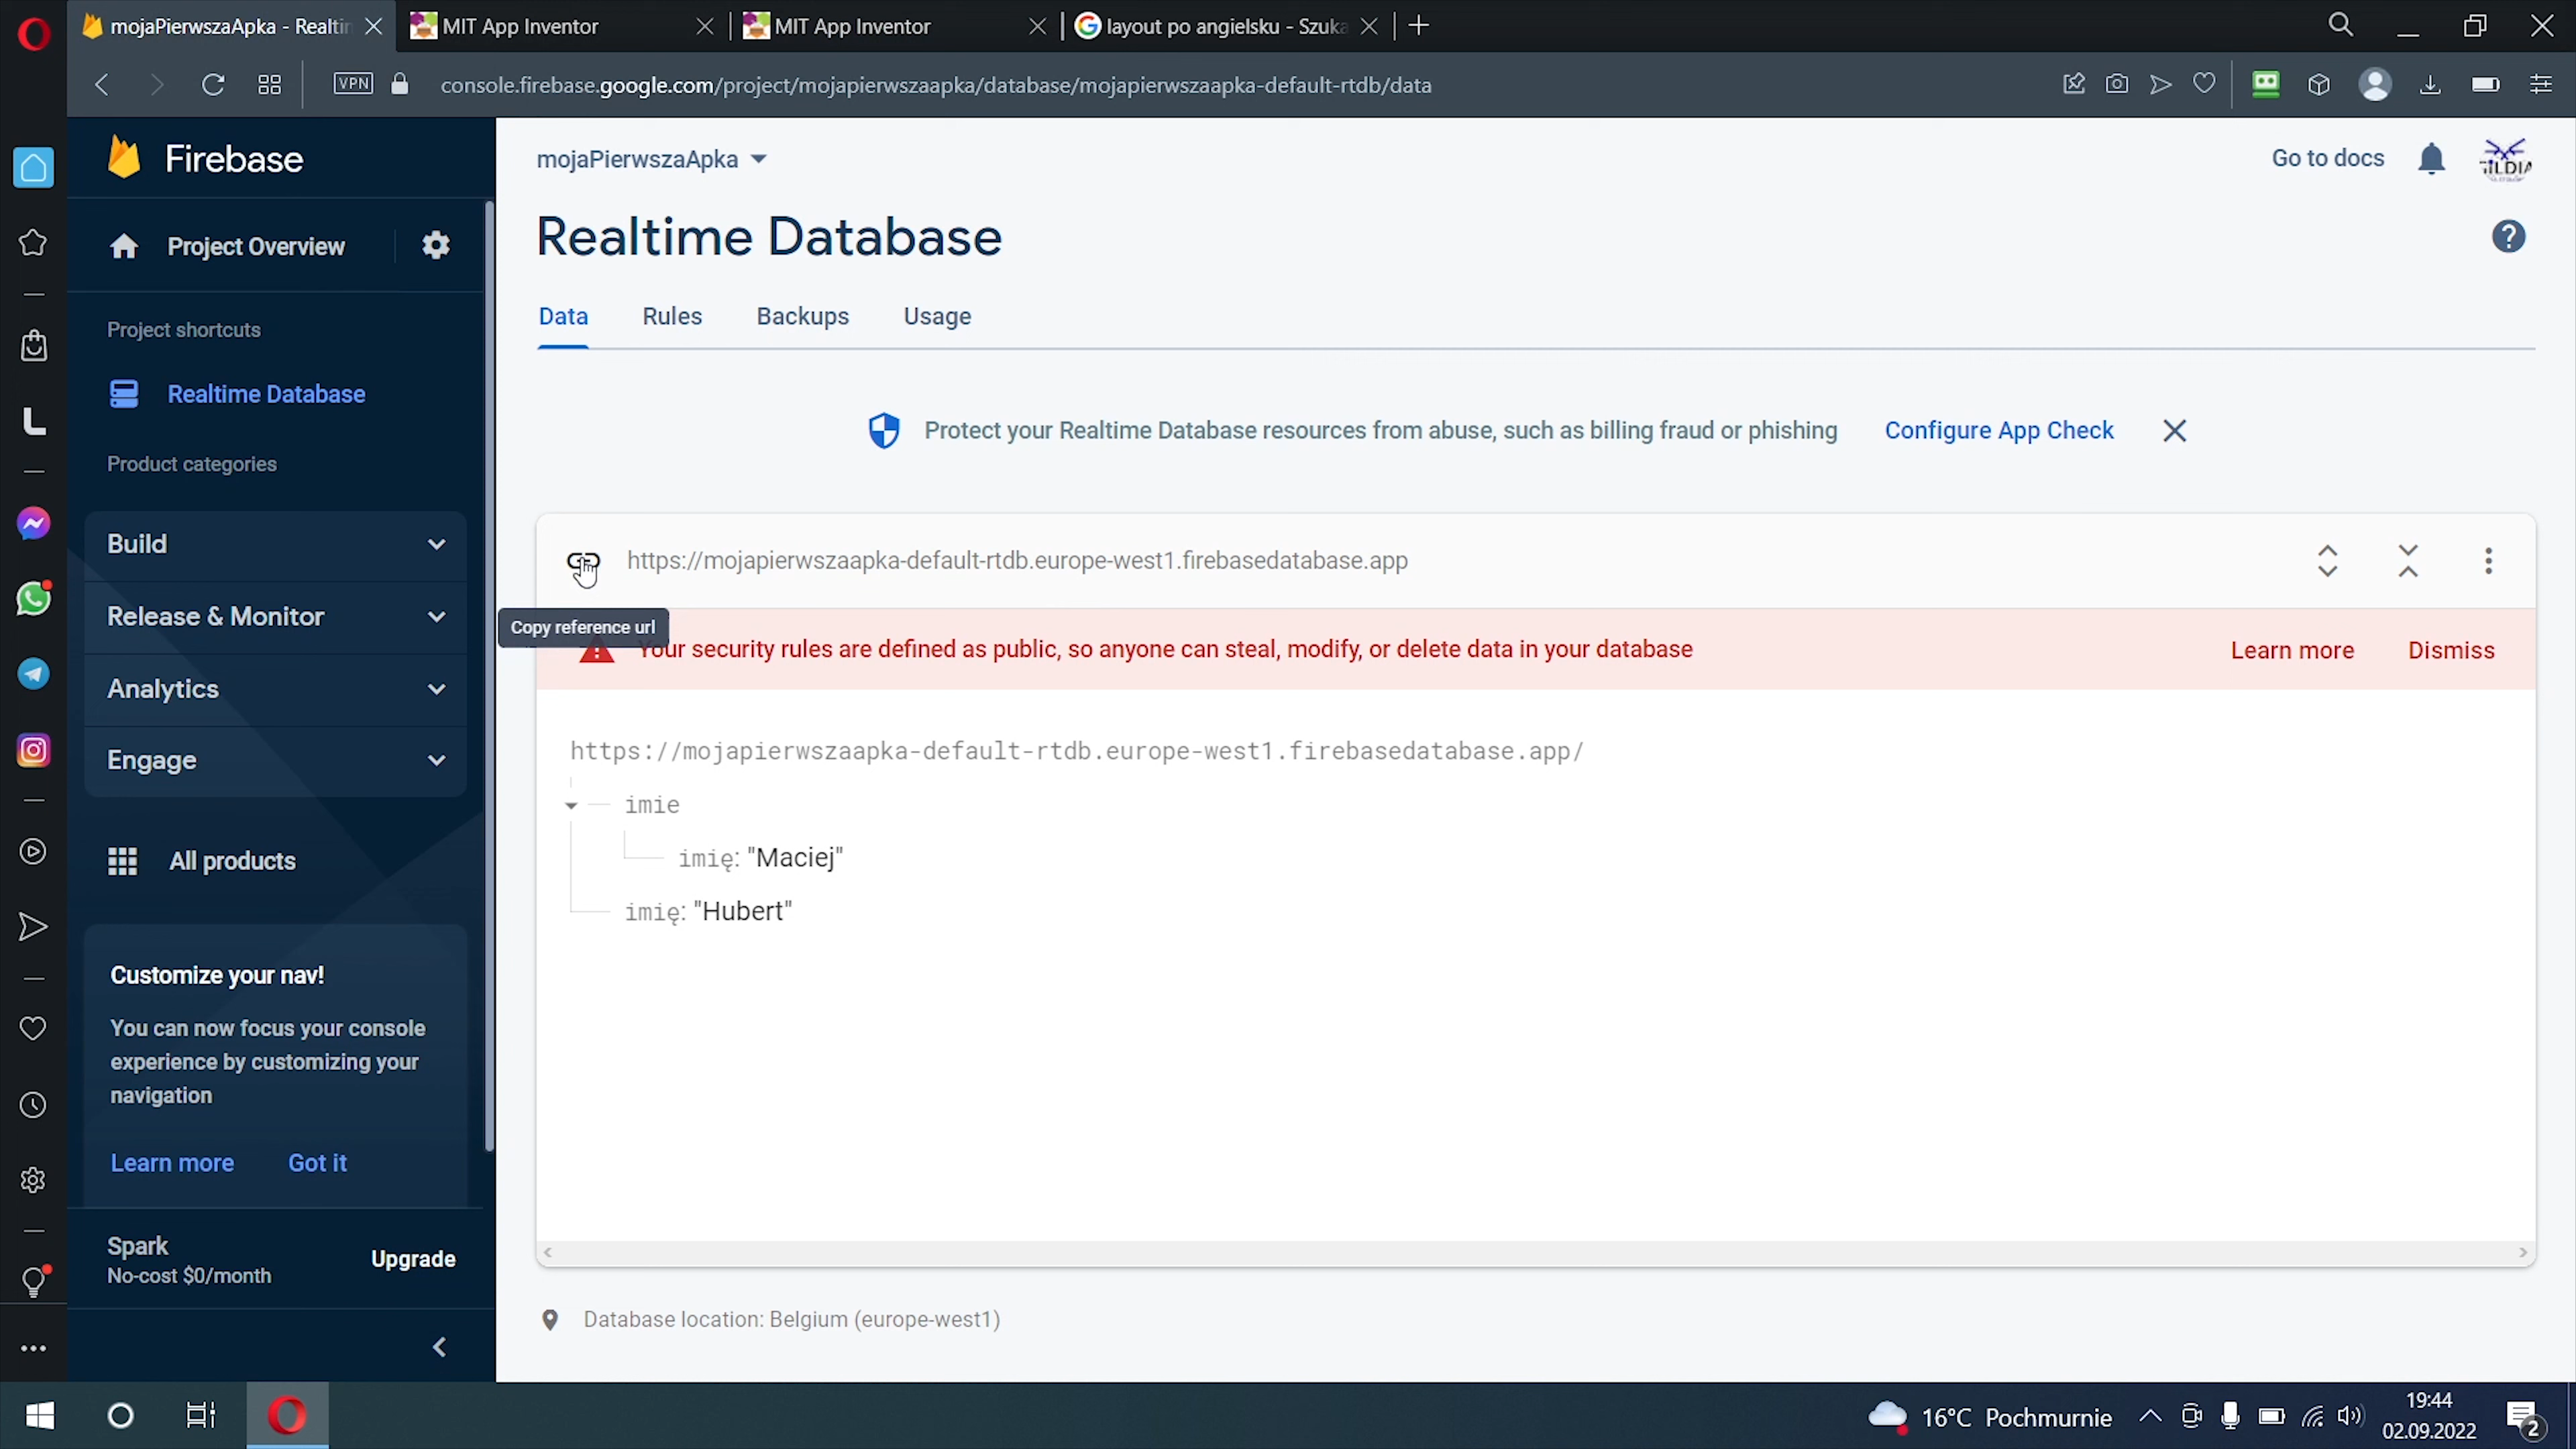 mojaPierwszaApka - Realtin
MIT App Inventor
MIT App Inventor
layout po angielsku - Szuka
VPN
console.firebase.google.com/project/mojapierwszaapka/database/mojapierwszaapka-default-rtdb/data
Firebase
mojaPierwszaApka
Go to docs
Project Overview
Realtime Database
Data
Rules
Backups
Usage
Project shortcuts
Realtime Database
Product categories
Protect your Realtime Database resources from abuse, such as billing fraud or phishing
Configure App Check
Build
https://mojapierwszaapka-default-rtdb.europe-west1.firebasedatabase.app
Release & Monitor
Copy reference url
Your security rules are defined as public, so anyone can steal, modify, or delete data in your database
Learn more
Dismiss
Analytics
Engage
https://mojapierwszaapka-default-rtdb.europe-west1.firebasedatabase.app/
imie
imię: "Maciej"
imię: "Hubert"
All products
Customize your nav!
You can now focus your console
experience by customizing your
navigation
Learn more
Got it
Spark
No-cost $0/month
Upgrade
Database location: Belgium (europe-west1)
16°C Pochmurnie
19:44
02.09.2022
2